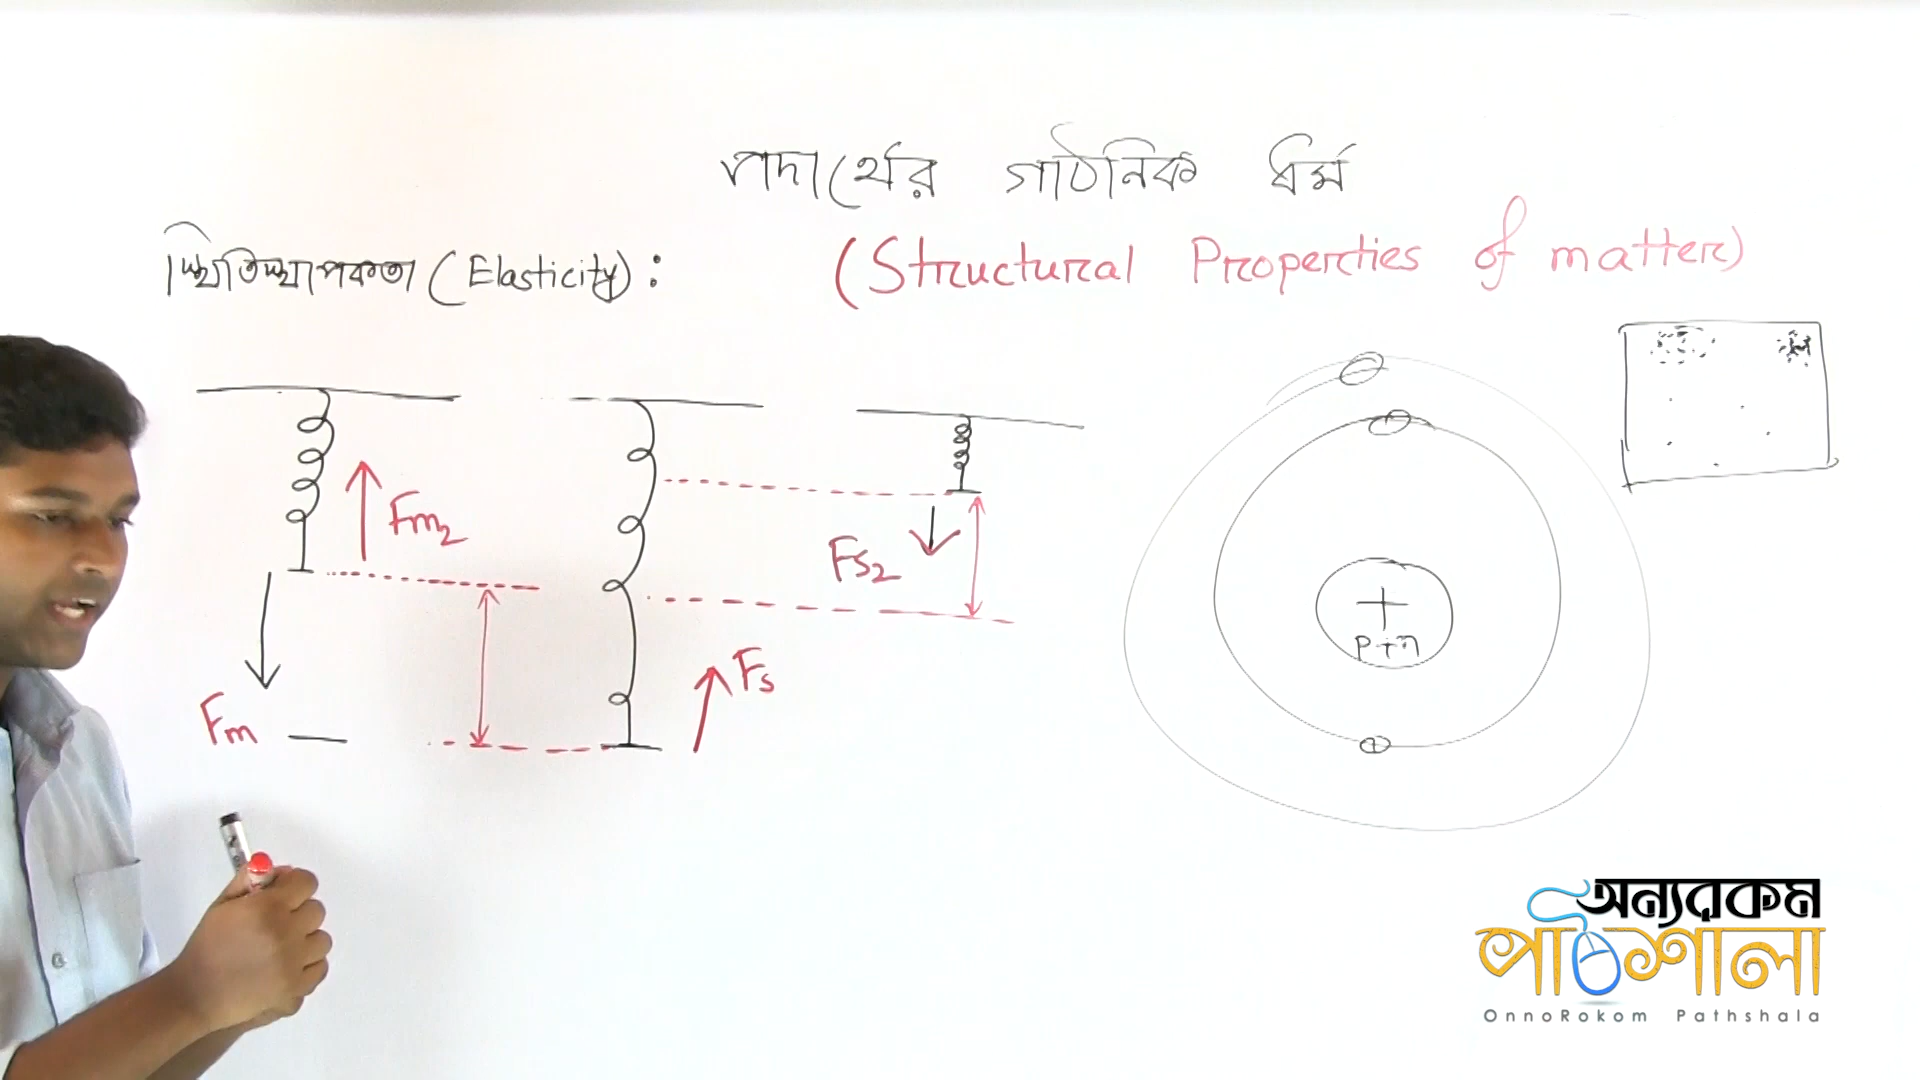 পদার্থের গাঠনিক ধর্ম
(Structural Properties of matter)
স্থিতিস্থাপকতা (Elasticity):
Fm2
Fm
Fs
Fs2
+
P+n
অন্যরকম
পাঠশালা
OnnoRokom Pathshala